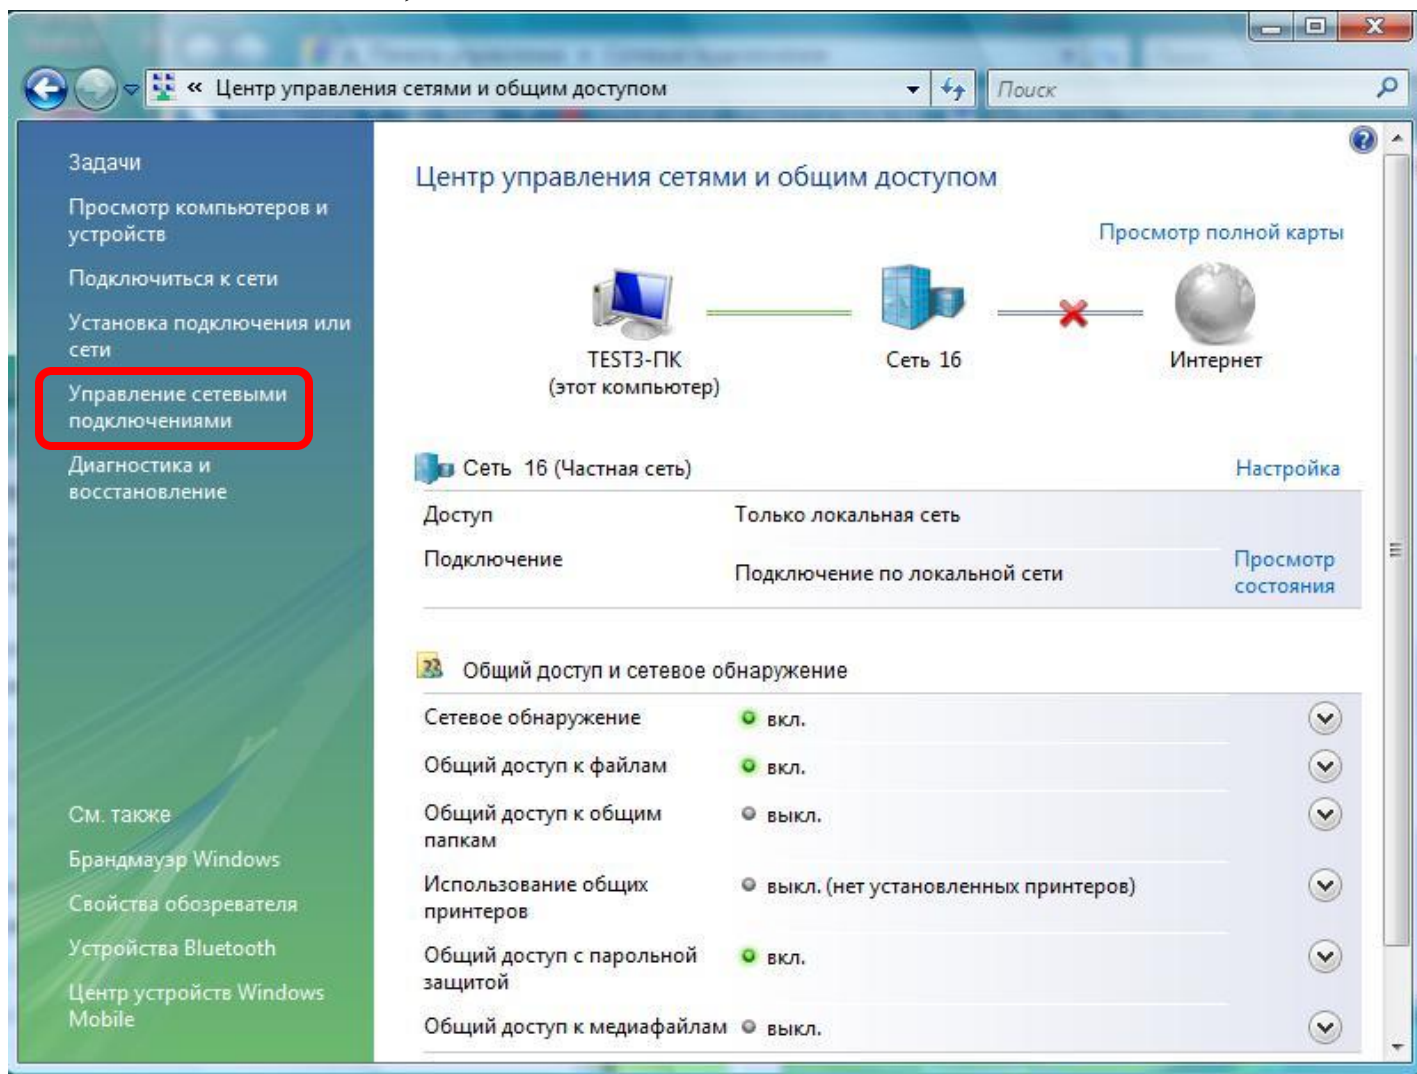 « Центр управления сетями и общим доступом
Поиск
Задачи
Просмотр компьютеров и
устройств
Подключиться к сети
Установка подключения или
сети
Управление сетевыми
подключениями
Диагностика и
восстановление
См. также
Брандмауэр Windows
Свойства обозревателя
Устройства Bluetooth
Центр устройств Windows
Mobile
Центр управления сетями и общим доступом
Просмотр полной карты
TEST3-ПК
(этот компьютер)
Сеть 16
Интернет
Сеть 16 (Частная сеть)
Настройка
Доступ
Только локальная сеть
Подключение
Подключение по локальной сети
Просмотр
состояния
Общий доступ и сетевое обнаружение
Сетевое обнаружение
вкл.
Общий доступ к файлам
вкл.
Общий доступ к общим
папкам
выкл.
Использование общих
принтеров
выкл. (нет установленных принтеров)
Общий доступ с парольной
защитой
вкл.
Общий доступ к медиафайлам
выкл.